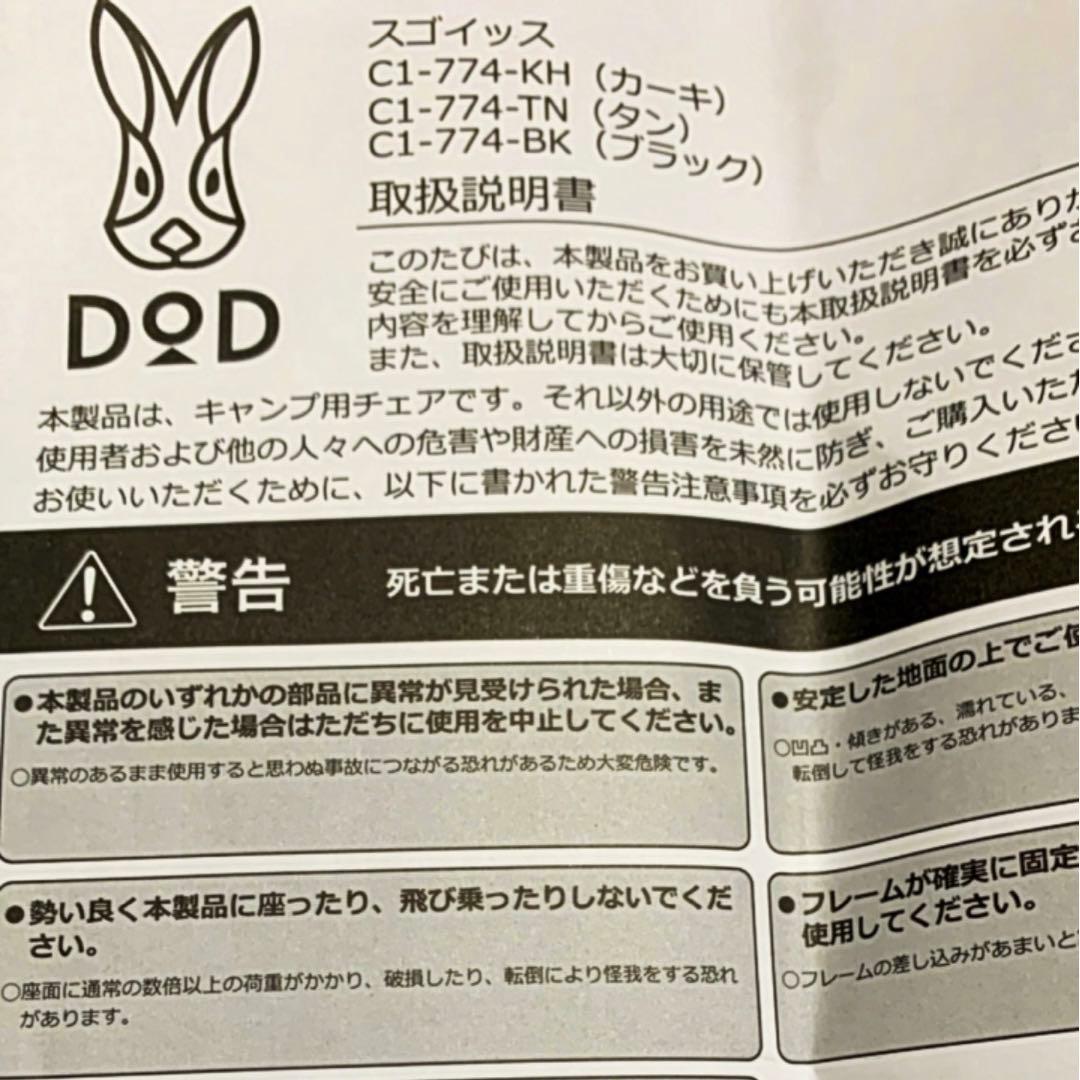 スゴイッス
C1-774-KH（カーキ）
C1-774-TN（タン）
C1-774-BK（ブラック）
取扱説明書
DOD
このたびは、本製品をお買い上げいただき誠にありが
安全にご使用いただくためにも本取扱説明書を必ずお
内容を理解してからご使用ください。
また、取扱説明書は大切に保管してください。
本製品は、キャンプ用チェアです。それ以外の用途では使用しないでくださ
使用者および他の人々への危害や財産への損害を未然に防ぎ、ご購入いただ
お使いいただくために、以下に書かれた警告注意事項を必ずお守りください
警告 死亡または重傷などを負う可能性が想定され
●本製品のいずれかの部品に異常が見受けられた場合、ま
た異常を感じた場合はただちに使用を中止してください。
○異常のあるまま使用すると思わぬ事故につながる恐れがあるため大変危険です。
●安定した地面の上でご使
○凹凸・傾きがある、濡れている、
転倒して怪我をする恐れがありま
●勢い良く本製品に座ったり、飛び乗ったりしないでくだ
さい。
○座面に通常の数倍以上の荷重がかかり、破損したり、転倒により怪我をする恐れ
があります。
●フレームが確実に固定
使用してください。
○フレームの差し込みがあまいと